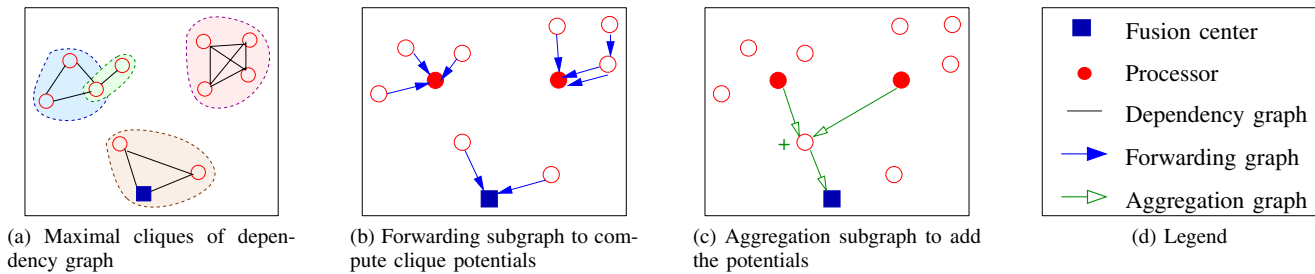 Fusion center
Processor
Dependency graph
Forwarding graph
Aggregation graph
+
(a) Maximal cliques of depen-
dency graph
(b) Forwarding subgraph to com-
pute clique potentials
(c) Aggregation subgraph to add
the potentials
(d) Legend